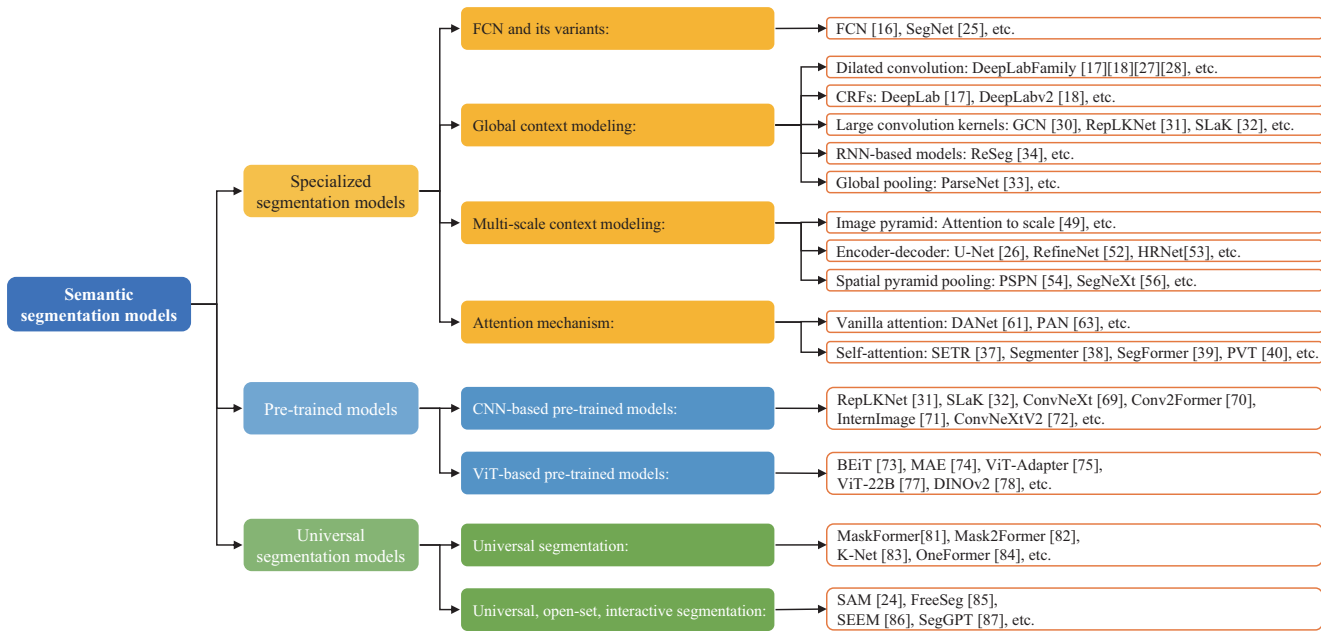 Semantic
segmentation models
Specialized
segmentation models
FCN and its variants:
FCN [16], SegNet [25], etc.
Global context modeling:
Dilated convolution: DeepLabFamily [17][18][27][28], etc.
CRFs: DeepLab [17], DeepLabv2 [18], etc.
Large convolution kernels: GCN [30], RepLKNet [31], SLaK [32], etc.
RNN-based models: ReSeg [34], etc.
Global pooling: ParseNet [33], etc.
Multi-scale context modeling:
Image pyramid: Attention to scale [49], etc.
Encoder-decoder: U-Net [26], RefineNet [52], HRNet[53], etc.
Spatial pyramid pooling: PSPN [54], SegNeXt [56], etc.
Attention mechanism:
Vanilla attention: DANet [61], PAN [63], etc.
Self-attention: SETR [37], Segmenter [38], SegFormer [39], PVT [40], etc.
Pre-trained models
CNN-based pre-trained models:
RepLKNet [31], SLaK [32], ConvNeXt [69], Conv2Former [70],
InternImage [71], ConvNeXtV2 [72], etc.
ViT-based pre-trained models:
BEiT [73], MAE [74], ViT-Adapter [75],
ViT-22B [77], DINOv2 [78], etc.
Universal
segmentation models
Universal segmentation:
MaskFormer[81], Mask2Former [82],
K-Net [83], OneFormer [84], etc.
Universal, open-set, interactive segmentation:
SAM [24], FreeSeg [85],
SEEM [86], SegGPT [87], etc.